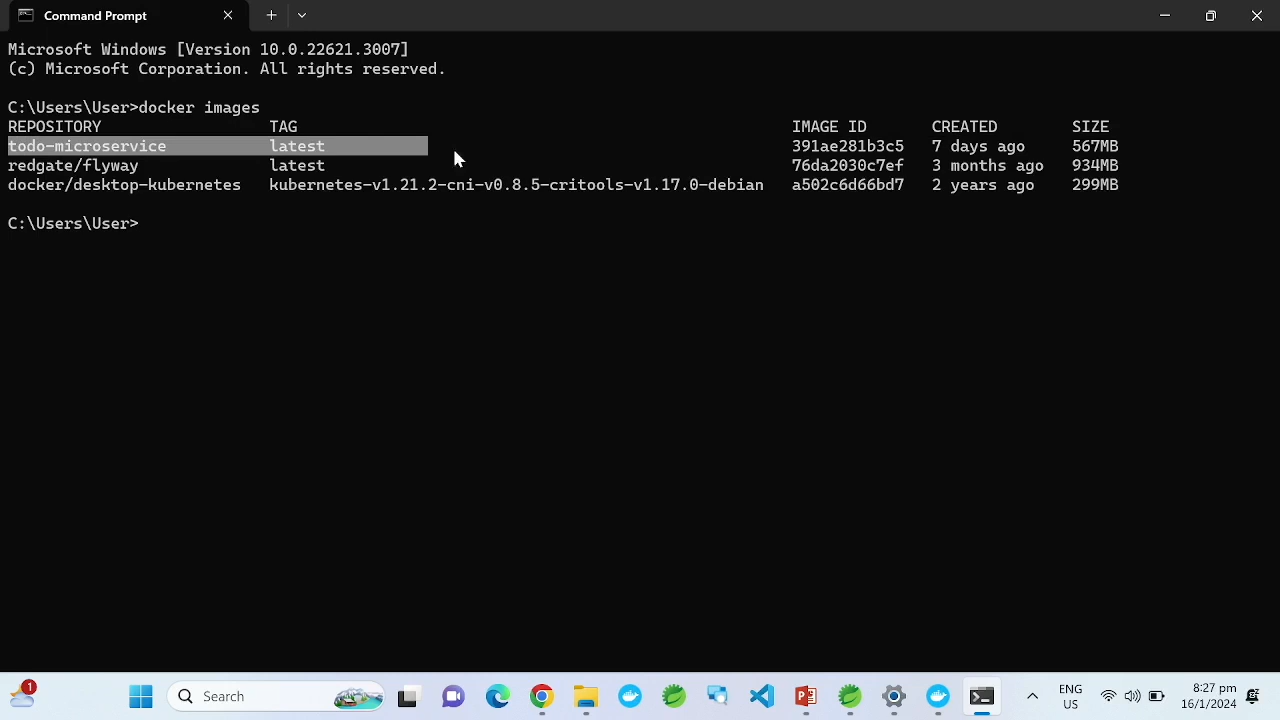 Command Prompt
Microsoft Windows [Version 10.0.22621.3007]
(c) Microsoft Corporation. All rights reserved.
C:\Users\User>docker images
REPOSITORY TAG IMAGE ID CREATED SIZE
todo-microservice latest 391ae281b3c5 7 days ago 567MB
redgate/flyway latest 76da2030c7ef 3 months ago 934MB
docker/desktop-kubernetes kubernetes-v1.21.2-cni-v0.8.5-critools-v1.17.0-debian a502c6d66bd7 2 years ago 299MB
C:\Users\User>
1
Search
ENG
US
8:27 pm
16/1/2024